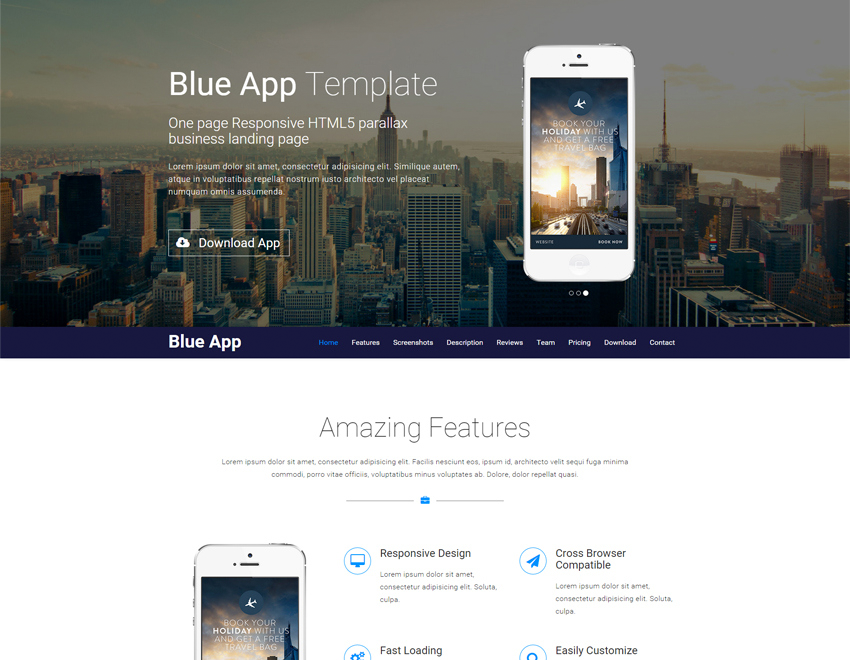 Blue App Template
One page Responsive HTML5 parallax
business landing page
Lorem ipsum dolor sit amet, consectetur adipisicing elit. Similique autem,
atque in voluptatibus repellat nostrum iusto architecto vel placeat
numquam omnis assumenda.
Download App
BOOK YOUR
HOLIDAY WITH US
AND GET A FREE
TRAVEL BAG
WEBSITE BOOK NOW
Blue App Home Features Screenshots Description Reviews Team Pricing Download Contact
Amazing Features
Lorem ipsum dolor sit amet, consectetur adipisicing elit. Facilis nesciunt eos, ipsum id, architecto velit sequi fuga minima
commodi, porro vitae officiis, voluptatibus minus voluptates ab. Dolore, dolor repellat quasi.
BOOK YOUR
HOLIDAY WITH US
AND GET A FREE
TRAVEL BAG
Responsive Design
Lorem ipsum dolor sit amet,
consectetur adipisicing elit. Soluta,
culpa.
Cross Browser
Compatible
Lorem ipsum dolor sit amet,
consectetur adipisicing elit. Soluta,
culpa.
Fast Loading
Easily Customize